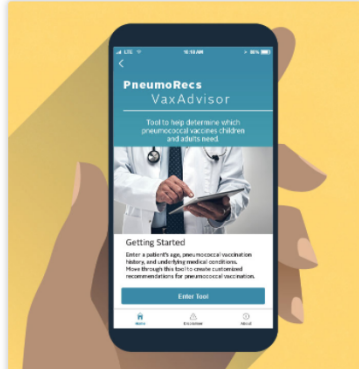 LTE
PneumoRecs
VaxAdvisor
Tool to help determine which
pneumococcal vaccines children
and adults need.
Getting Started
Enter a patient's age, pneumococcal vaccination
history, and underlying medical conditions.
Move through this tool to create customized
recommendations for pneumococcal vaccination.
Enter Tool
Home
About